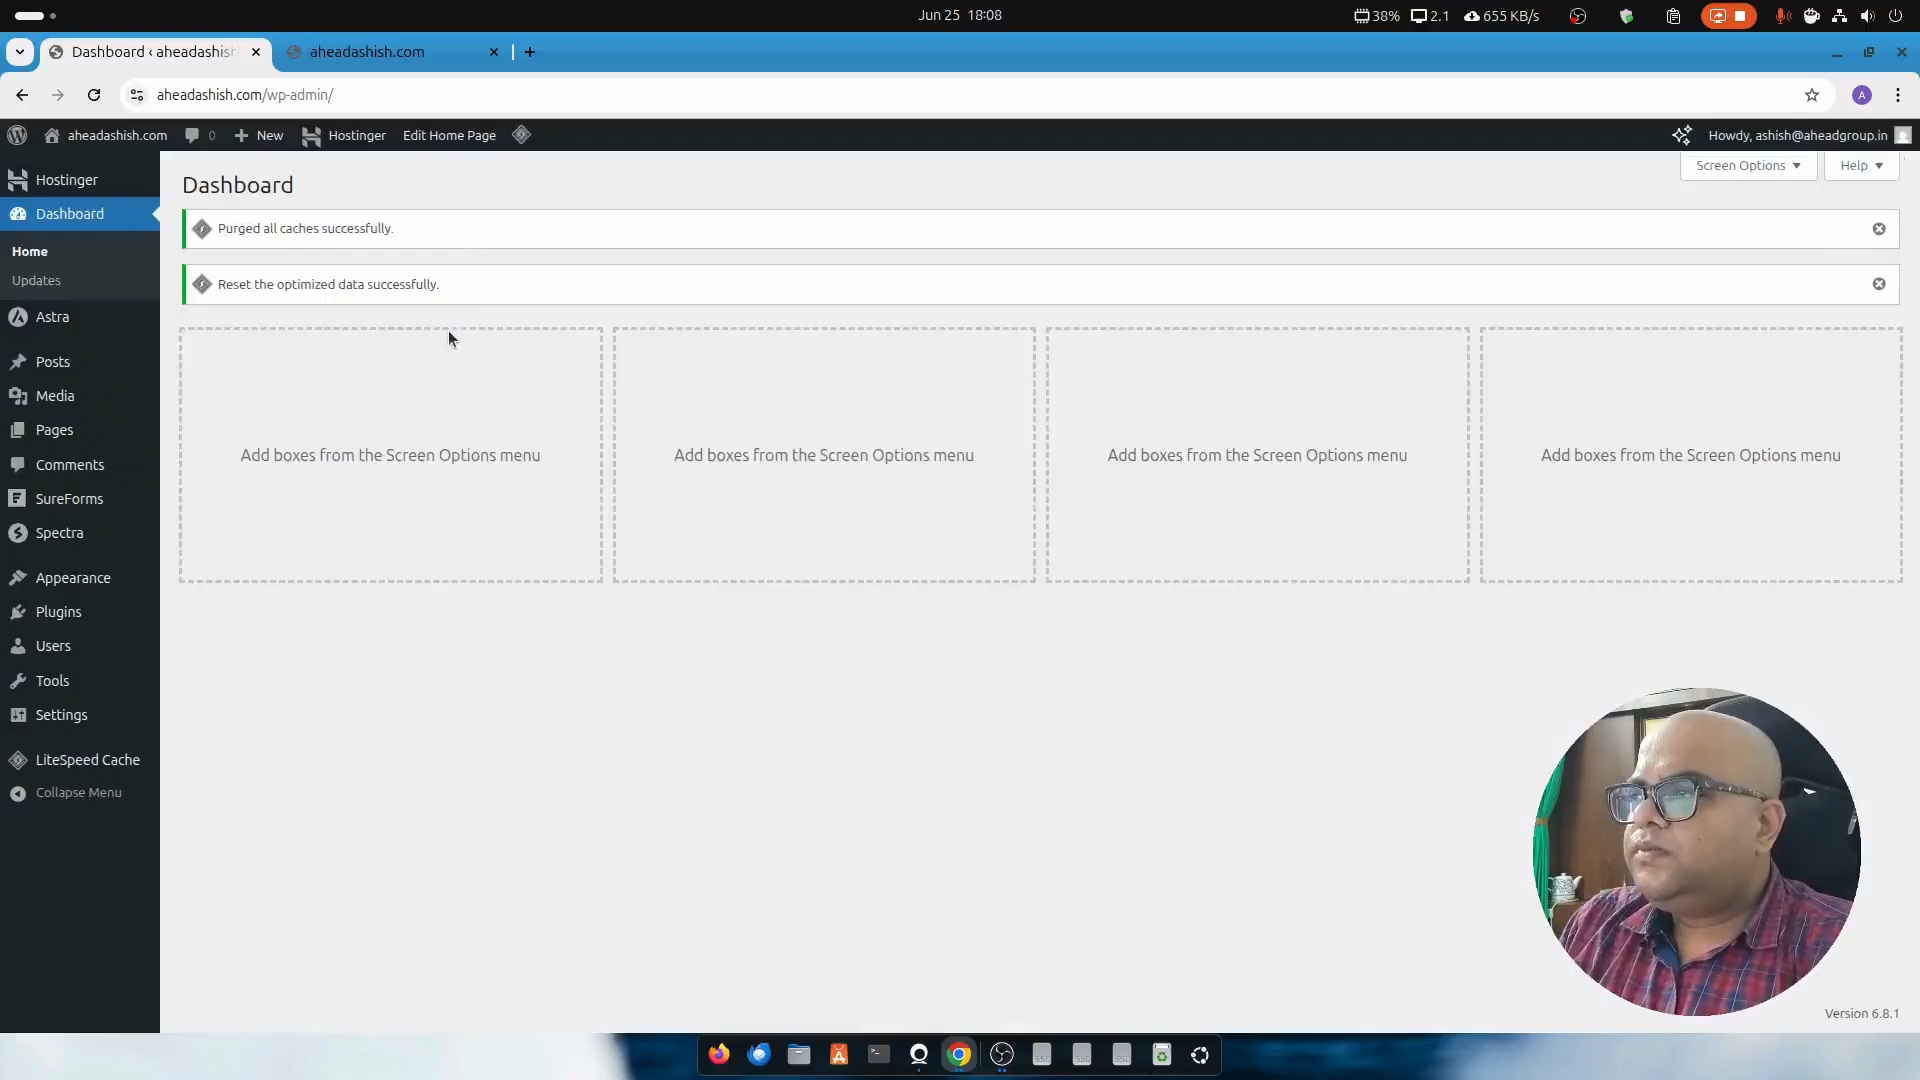 Jun 25 18:08
38% 2.1 655 KB/s
Dashboard ‹ aheadashish
aheadashish.com
aheadashish.com/wp-admin/
A
aheadashish.com 0 New Hostinger Edit Home Page Howdy, ashish@aheadgroup.in
Screen Options Help
Hostinger
Dashboard
Home
Updates
Astra
Posts
Media
Pages
Comments
SureForms
Spectra
Appearance
Plugins
Users
Tools
Settings
LiteSpeed Cache
Collapse Menu
Dashboard
Purged all caches successfully.
Reset the optimized data successfully.
Add boxes from the Screen Options menu Add boxes from the Screen Options menu Add boxes from the Screen Options menu Add boxes from the Screen Options menu
Version 6.8.1
SSD SSD SSD